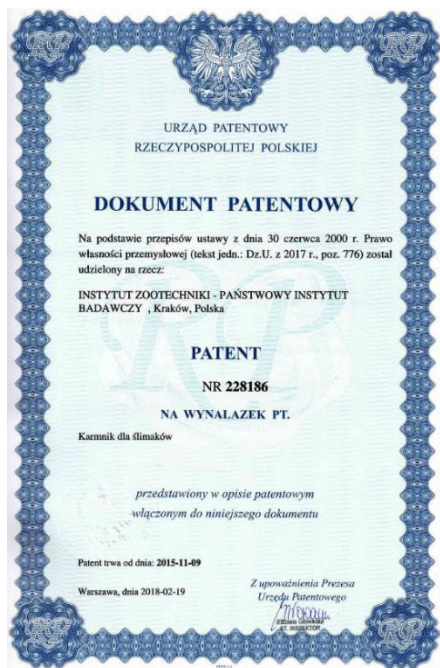 URZĄD PATENTOWY
RZECZYPOSPOLITEJ POLSKIEJ
DOKUMENT PATENTOWY
Na podstawie przepisów ustawy z dnia 30 czerwca 2000 r. Prawo
własności przemysłowej (tekst jedn.: Dz.U. z 2017 r., poz. 776) został
udzielony na rzecz:
INSTYTUT ZOOTECHNIKI - PAŃSTWOWY INSTYTUT
BADAWCZY , Kraków, Polska
PATENT
NR 228186
NA WYNALAZEK PT.
Karmnik dla ślimaków
przedstawiony w opisie patentowym
włączonym do niniejszego dokumentu
Patent trwa od dnia: 2015-11-09
Warszawa, dnia 2018-02-19
Z upoważnienia Prezesa
Urzędu Patentowego
ST. INSPEKTOR